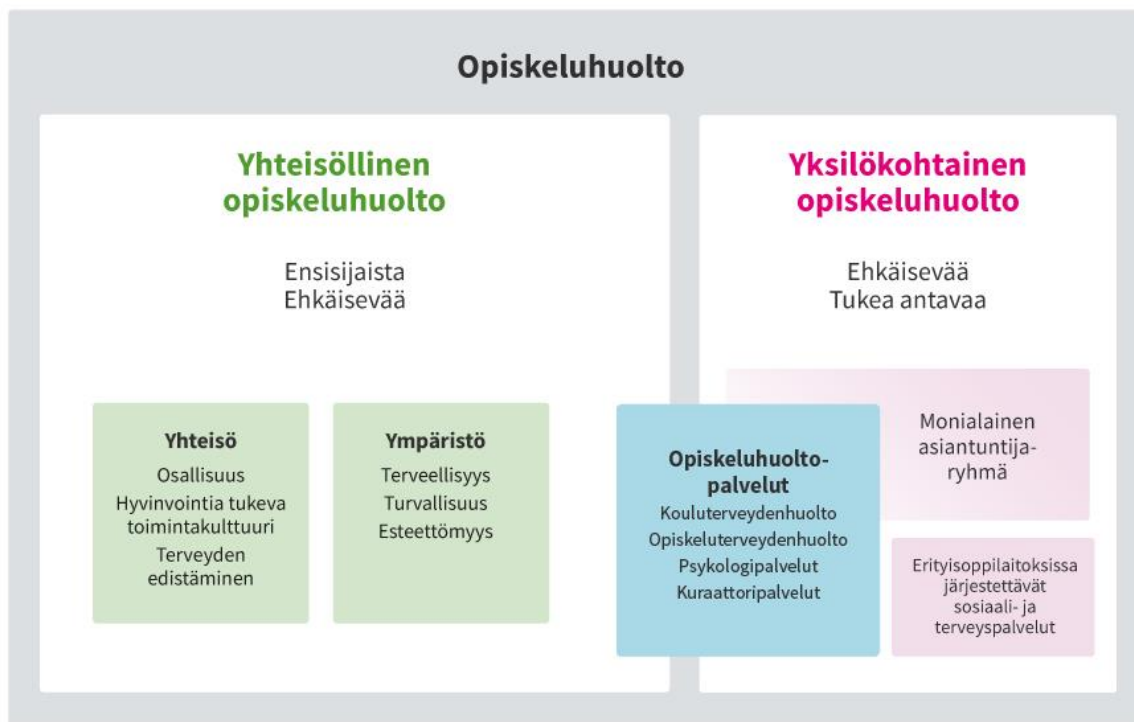 Opiskeluhuolto
Yhteisöllinen
opiskeluhuolto
Ensisijaista
Ehkäisevää
Yhteisö
Osallisuus
Hyvinvointia tukeva
toimintakulttuuri
Terveyden
edistäminen
Ympäristö
Terveellisyys
Turvallisuus
Esteettömyys
Yksilökohtainen
opiskeluhuolto
Ehkäisevää
Tukea antavaa
Opiskeluhuolto-
palvelut
Kouluterveydenhuolto
Opiskeluterveydenhuolto
Psykologipalvelut
Kuraattoripalvelut
Monialainen
asiantuntija-
ryhmä
Erityisoppilaitoksissa
järjestettävät
sosiaali- ja
terveyspalvelut